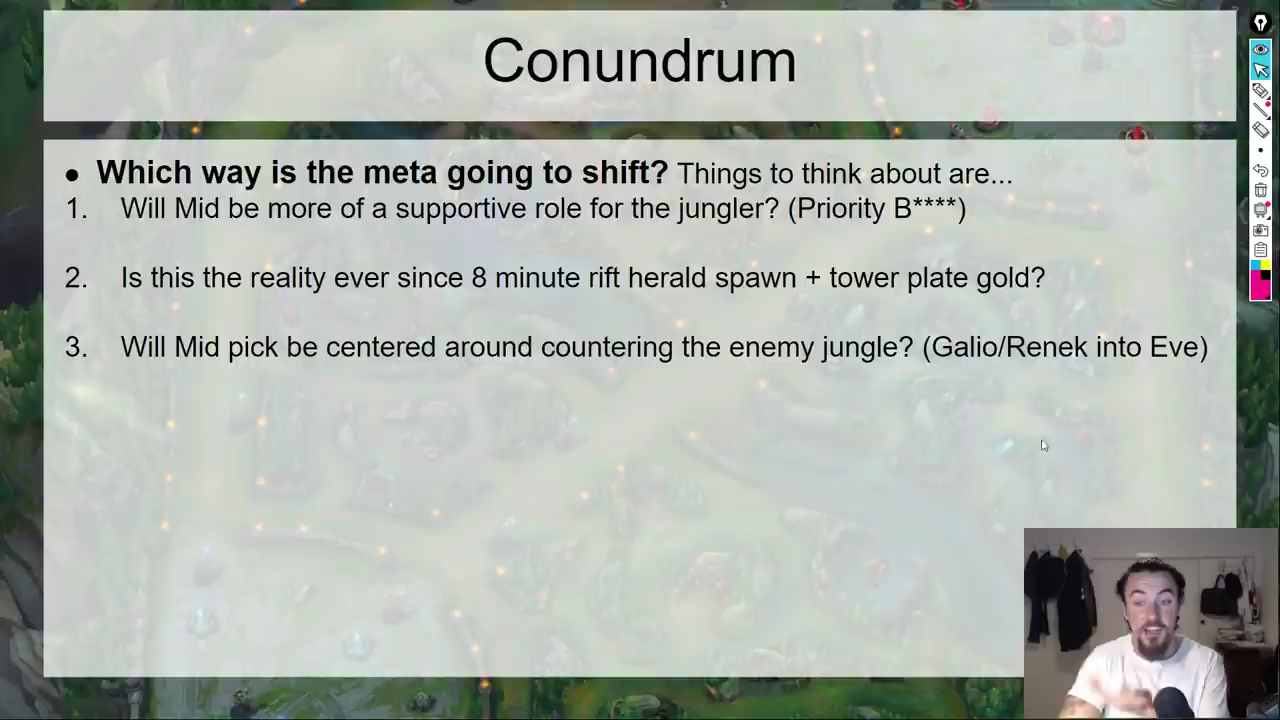 Conundrum
● Which way is the meta going to shift? Things to think about are...
1. Will Mid be more of a supportive role for the jungler? (Priority B****)
2. Is this the reality ever since 8 minute rift herald spawn + tower plate gold?
3. Will Mid pick be centered around countering the enemy jungle? (Galio/Renek into Eve)